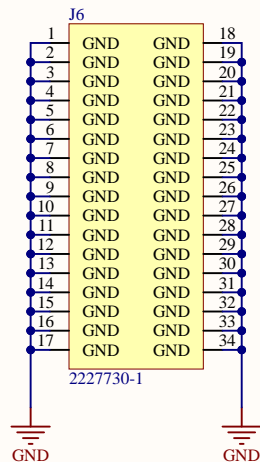 J6
1 GND GND 18
2 GND GND 19
3 GND GND 20
4 GND GND 21
5 GND GND 22
6 GND GND 23
7 GND GND 24
8 GND GND 25
9 GND GND 26
10 GND GND 27
11 GND GND 28
12 GND GND 29
13 GND GND 30
14 GND GND 31
15 GND GND 32
16 GND GND 33
17 GND GND 34
2227730-1
GND GND